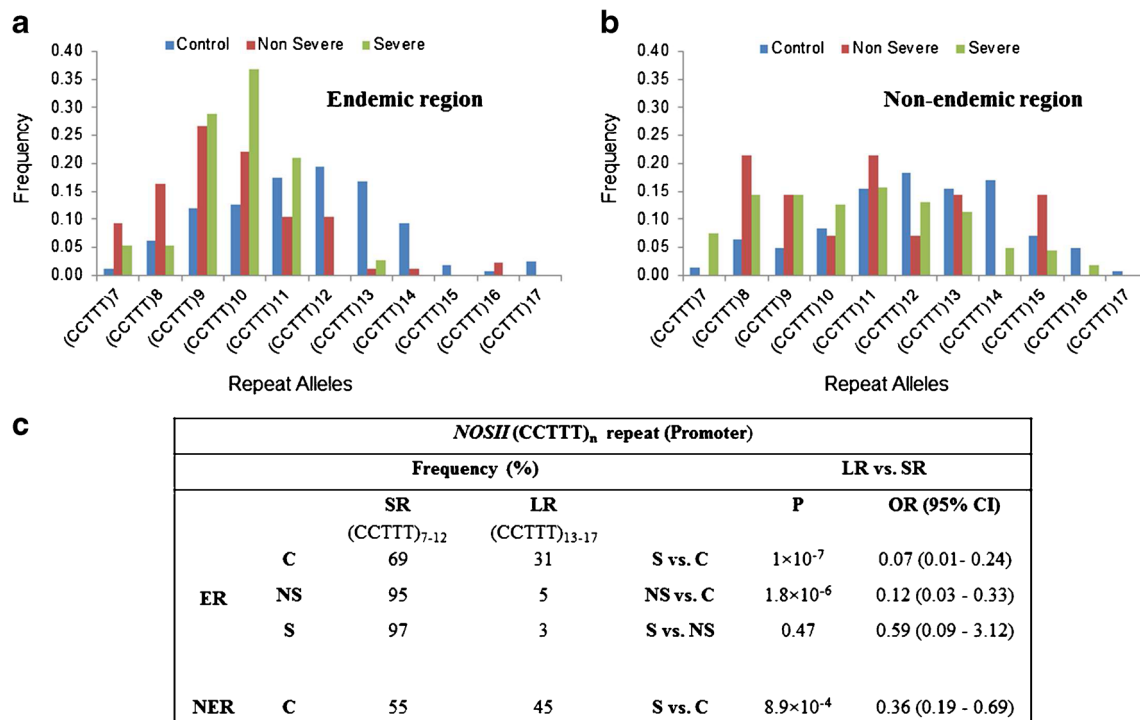 a
Control Non Severe Severe
Endemic region
Frequency
0.40
0.35
0.30
0.25
0.20
0.15
0.10
0.05
0.00
(CCTTT)7
(CCTTT)8
(CCTTT)9
(CCTTT)10
(CCTTT)11
(CCTTT)12
(CCTTT)13
(CCTTT)14
(CCTTT)15
(CCTTT)16
(CCTTT)17
Repeat Alleles
b
Control Non Severe Severe
Non-endemic region
Frequency
0.40
0.35
0.30
0.25
0.20
0.15
0.10
0.05
0.00
(CCTTT)7
(CCTTT)8
(CCTTT)9
(CCTTT)10
(CCTTT)11
(CCTTT)12
(CCTTT)13
(CCTTT)14
(CCTTT)15
(CCTTT)16
(CCTTT)17
Repeat Alleles
c
NOSII (CCTTT)n repeat (Promoter)
Frequency (%) LR vs. SR
SR LR P OR (95% CI)
(CCTTT)7-12 (CCTTT)13-17
C 69 31 S vs. C 1×10-7 0.07 (0.01- 0.24)
ER NS 95 5 NS vs. C 1.8×10-6 0.12 (0.03 - 0.33)
S 97 3 S vs. NS 0.47 0.59 (0.09 - 3.12)
NER C 55 45 S vs. C 8.9×10-4 0.36 (0.19 - 0.69)